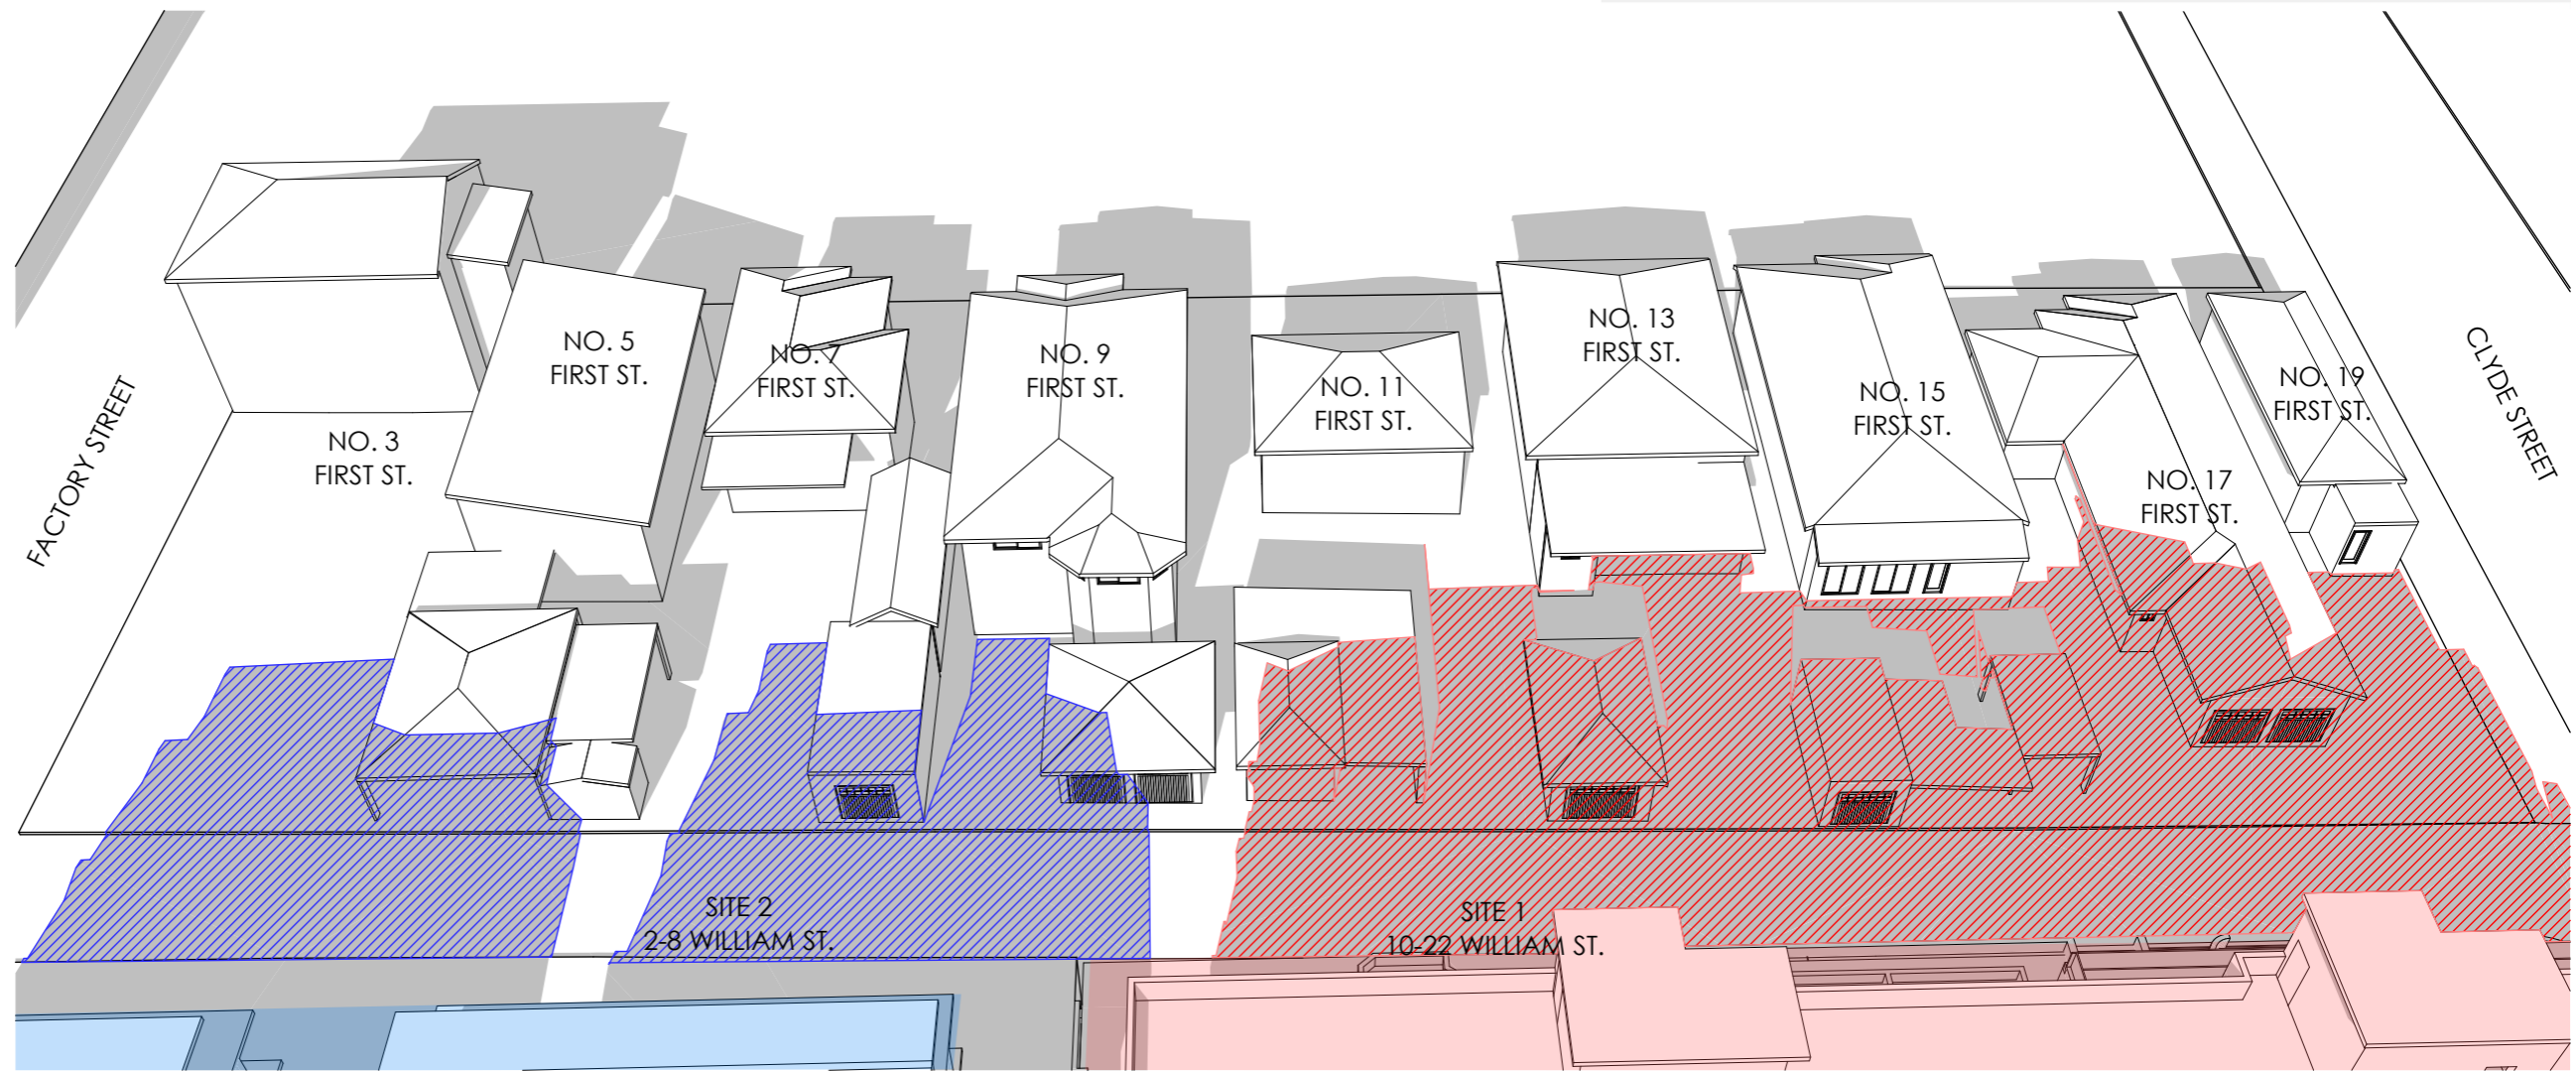 FACTORY STREET
NO. 3
FIRST ST.
NO. 5
FIRST ST.
NO. 7
FIRST ST.
NO. 9
FIRST ST.
NO. 11
FIRST ST.
NO. 13
FIRST ST.
NO. 15
FIRST ST.
NO. 17
FIRST ST.
NO. 19
FIRST ST.
CLYDE STREET
SITE 2
2-8 WILLIAM ST.
SITE 1
10-22 WILLIAM ST.